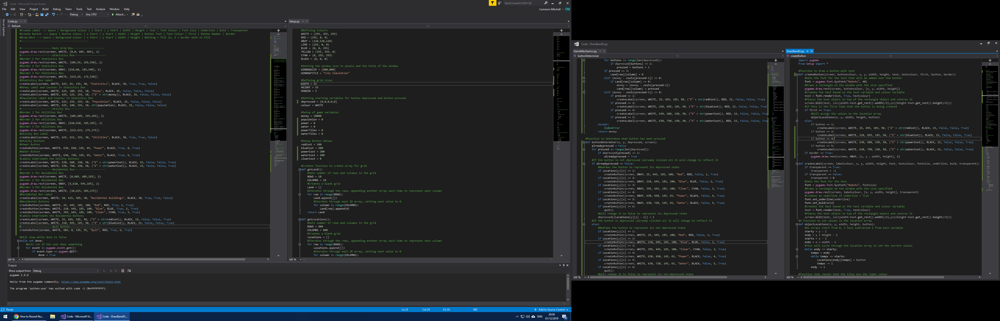 Code - Microsoft Visual Studio
Quick Launch (Ctrl+Q)
File Edit View Project Build Debug Team Tools Test Analyze Window Help
Cameron Mitchell CM
Debug Any CPU Attach...
Server Explorer
Code.py
Refresh
#Create Label --> Space | Background Colour | x Start | y Start | Width | Height | Text | Text Colour | Font Size | Underline | Bold | Transparent
#Create Button --> Space | Button Colour | x Start | y Start | Width | Height | Button Text | Text Colour | First | Button Number | Border
#Draw.Rect --> Space | Background Colour | x Start | y Start | Width | Height | Nothing = fill in, 2 = border with no fill
#-------------------------------------------
#--------------------Main Grid Box--------------------
pygame.draw.rect(screen, WHITE, [0,0, 605, 605], 2)
#--------------------Statistics Box--------------------
#Border 1 for Statistics Box
pygame.draw.rect(screen, WHITE, [605,55, 195,550], 2)
#Border 2 for Statistics Box
pygame.draw.rect(screen, GRAY, [610,60, 185,540], 2)
#Border 3 for Statistics Box
pygame.draw.rect(screen, WHITE, [615,65, 175,530])
#Statistics Box Label
createLabel(screen, WHITE, 625, 65, 155, 30, "Statistics", BLACK, 30, True, True, False)
#Money Label and Counter in Statistics Box
createLabel(screen, WHITE, 625, 100, 155, 10, "Money", BLACK, 25, False, False, False)
createLabel(screen, WHITE, 625, 125, 155, 10, ("£" + str(money)), BLACK, 25, False, False, False)
#Population Label and Counter in Statistics Box
createLabel(screen, WHITE, 625, 155, 155, 10, "Population", BLACK, 25, False, False, False)
createLabel(screen, WHITE, 625, 180, 155, 10, str(population), BLACK, 25, False, False, False)
#--------------------Utility Box--------------------
#Border 1 for Utilities Box
pygame.draw.rect(screen, WHITE, [605,605, 195,195], 2)
#Border 2 for Utilities Box
pygame.draw.rect(screen, GRAY, [610,610, 185,185], 2)
#Border 3 for Utilities Box
pygame.draw.rect(screen, WHITE, [615,615, 175,175])
#Utility Box Label
createLabel(screen, WHITE, 625, 615, 155, 30, "Utilities", BLACK, 30, True, True, False)
#Utility Buttons
#Power Button
createButton(screen, WHITE, 630, 650, 145, 65, "Power", BLACK, True, 4, True)
#Water Button
createButton(screen, WHITE, 630, 720, 145, 65, "Water", BLACK, True, 5, True)
#Labels Underneath the Utility Buttons
createLabel(screen, WHITE, 630, 680, 150, 50, ("£" + str(powerCost)), BLACK, 15, False, False, True)
createLabel(screen, WHITE, 630, 750, 150, 50, ("£" + str(waterCost)), BLACK, 15, False, False, True)
#--------------------Residental Box--------------------
#Border 1 for Residental Box
pygame.draw.rect(screen, WHITE, [0,605, 605,195], 2)
#Border 2 for Residental Box
pygame.draw.rect(screen, GRAY, [5,610, 595,185], 2)
#Border 3 for Residental Box
pygame.draw.rect(screen, WHITE, [10,615, 585,175])
#Residental Box Label
createLabel(screen, WHITE, 10, 615, 585, 30, "Residental Buildings", BLACK, 30, True, True, False)
#Residental Buttons
createButton(screen, WHITE, 25, 645, 185, 100, "Red", RED, True, 1, True)
createButton(screen, WHITE, 210, 645, 185, 100, "Blue", BLUE, True, 2, True)
createButton(screen, WHITE, 395, 645, 185, 100, "Clear", CYAN, True, 3, True)
#Labels Underneath the Residental Buttons
createLabel(screen, WHITE, 25, 695, 185, 50, ("£" + str(redCost)), BLACK, 15, False, False, True)
createLabel(screen, WHITE, 210, 695, 185, 50, ("£" + str(blueCost)), BLACK, 15, False, False, True)
#--------------------Quit Button--------------------
createButton(screen, WHITE, 605, 0, 195, 55, "Quit", RED, True, 6, True)
#Will loop while done is false
while not done:
#Will run if the user does something
for event in pygame.event.get():
if event.type == pygame.QUIT:
done = True
100 %
Setup.py
#Defining Colours
WHITE = (255, 255, 255)
RED = (255, 0, 0)
GRAY = (128,128,128)
LIME = (255, 0, 0)
BLUE = (0, 0, 255)
YELLOW = (255, 255, 0)
CYAN = (0, 255, 255)
BLACK = (0, 0, 0)
#Setting the window size in pixels and the title of the window
WINDOWSIZE = [800,800]
WINDOWTITLE = "City Simulation"
#Defining grid sizes
WIDTH = 55
HEIGHT = 55
MARGIN = 5
#Setting starting variables for button depressed and button pressed
depressed = [0,0,0,0,0]
colour = WHITE
#Setup of game variables
money = 10000
population = 0
power = 0
water = 0
powerTiles = 0
waterTiles = 0
#Setup Button Values
redCost = 100
blueCost = 500
powerCost = 200
waterCost = 200
clearCost = 0
#Creates function to create array for grid
def getLand():
#Sets number of rows and columns in the grid
ROWS = 10
COLUMNS = 10
#Creates a blank grid
Land = []
#Iterates through the rows, appending another array each time to represent each column
for row in range(ROWS):
Land.append([])
#Iterates through each 2D array, setting each value to 0
for column in range(COLUMNS):
Land[row].append(0)
return Land
def getLocations():
#Sets number of rows and columns in the grid
ROWS = 800
COLUMNS = 800
#Creates a blank grid
Locations = []
#Iterates through the rows, appending another array each time to represent each column
for row in range(ROWS):
Locations.append([])
#Iterates through each 2D array, setting each value to 0
for column in range(COLUMNS):
100 %
Output
Show output from: Debug
pygame 1.9.6
Hello from the pygame community. https://www.pygame.org/contribute.html
The program 'python.exe' has exited with code -1 (0xffffffff).
Ready
Ln 23 Col 24 Ch 24 INS
Add to Source Control
How to Round Nu...
Code - Microsoft Vi...
Code - DrawBandO...
ENG
20:50
01/12/2019
4
Code - DrawBandO.py
GameMechanics.py
buttonDeterminer
for buttons in range(len(depressed)):
if depressed[buttons] == 1:
pressed = buttons + 1
if pressed == 3:
Land[row][column] = 0
elif (money - costs[pressed-1]) >= 0:
if Land[row][column] == 0:
money = (money - costs[pressed-1])
Land[row][column] = pressed
elif (money - costs[pressed-1]) <= 0:
if pressed == 1:
createLabel(screen, WHITE, 25, 695, 185, 50, ("£" + str(redCost)), RED, 15, False, False, True)
if pressed == 2:
createLabel(screen, WHITE, 210, 695, 185, 50, ("£" + str(blueCost)), RED, 15, False, False, True
if pressed == 4:
createLabel(screen, WHITE, 630, 680, 150, 50, ("£" + str(powerCost)), RED, 15, False, False, Tru
if pressed == 5:
createLabel(screen, WHITE, 630, 750, 150, 50, ("£" + str(waterCost)), RED, 15, False, False, Tru
except:
IndexError
return money
#function to determine what button has been pressed
def buttonDeterminer(x, y, depressed, screen):
alreadypressed = False
for pressed in range(len(depressed)):
if depressed[pressed] == 1:
alreadypressed = True
#If the button is not depressed (already clicked on) it will change to reflect it
if alreadypressed == False:
#Redraws the button to represent its depressed state
if Locations[y][x] == 1:
createButton(screen, GRAY, 25, 645, 185, 100, "Red", RED, False, 1, True)
if Locations[y][x] == 2:
createButton(screen, GRAY, 210, 645, 185, 100, "Blue", BLUE, False, 2, True)
if Locations[y][x] == 3:
createButton(screen, GRAY, 395, 645, 185, 100, "Clear", CYAN, False, 3, True)
if Locations[y][x] == 4:
createButton(screen, GRAY, 630, 650, 145, 65, "Power", BLACK, False, 4, True)
if Locations[y][x] == 5:
createButton(screen, GRAY, 630, 720, 145, 65, "Water", BLACK, False, 5, True)
if Locations[y][x] == 6:
quit()
#Will change it to false to represent its depressed state
depressed[(Locations[y][x] - 1)] = 1
#If the button is depressed (already clicked on) it will change to reflect it
else:
#Redraws the button to represent its non depressed state
if Locations[y][x] == 1:
createButton(screen, WHITE, 25, 645, 185, 100, "Red", RED, False, 1, True)
if Locations[y][x] == 2:
createButton(screen, WHITE, 210, 645, 185, 100, "Blue", BLUE, False, 2, True)
if Locations[y][x] == 3:
createButton(screen, WHITE, 395, 645, 185, 100, "Clear", CYAN, False, 3, True)
if Locations[y][x] == 4:
createButton(screen, WHITE, 630, 650, 145, 65, "Power", BLACK, False, 4, True)
if Locations[y][x] == 5:
createButton(screen, WHITE, 630, 720, 145, 65, "Water", BLACK, False, 5, True)
if Locations[y][x] == 6:
quit()
#Will change it to false to represent its non-depressed state
100 %
DrawBandO.py
createButton
import pygame
from Setup import *
#function to draw a button with text
def createButton(screen, buttoncolour, x, y, width, height, text, textcolour, first, button, border):
#Sets the font for the text that will be added over the button
font = pygame.font.SysFont("Roboto", 40)
#Draws a rectangle on the window with the size specified
pygame.draw.rect(screen, buttoncolour, [x, y, width, height])
#Creates the text based on the text variable and colour variable
text = font.render(text, True, textcolour)
#Places the text object on top of the rectangle object and centres it
screen.blit(text, (x+((width-text.get_rect().width)/2),y+((height-text.get_rect().height)/2)))
#If this is the first time that the button is being created
if first == True:
#Will assign the values to the location array
objectLocations(x, y, width, height, button)
else:
if button == 1:
createLabel(screen, WHITE, 25, 695, 185, 50, ("£" + str(redCost)), BLACK, 15, False, False, True)
if button == 2:
createLabel(screen, WHITE, 210, 695, 185, 50, ("£" + str(blueCost)), BLACK, 15, False, False, True)
if button == 4:
createLabel(screen, WHITE, 630, 680, 150, 50, ("£" + str(powerCost)), BLACK, 15, False, False, True)
if button == 5:
createLabel(screen, WHITE, 630, 750, 150, 50, ("£" + str(waterCost)), BLACK, 15, False, False, True)
if border == True:
pygame.draw.rect(screen, GRAY, [x, y , width, height], 2)
def createLabel(screen, labelcolour, x, y, width, height, text, textcolour, fontsize, underline, bold, transparent):
if transparent == True:
transparent = -1
if transparent == False:
transparent = 0
#Sets the font for the text
font = pygame.font.SysFont("Roboto", fontsize)
#Draws a rectangle on the window with the size specified
pygame.draw.rect(screen, labelcolour, [x, y, width, height], transparent)
#Creates an underline if underline = True
font.set_underline(underline)
font.set_bold(bold)
#Creates the text based on the text variable and colour variable
text = font.render(text, True, textcolour)
#Places the text object on top of the rectangle object and centres it
screen.blit(text, (x+((width-text.get_rect().width)/2),y+((height-text.get_rect().height)/2)))
#A function to set values in the location array
def objectLocations(x, y, width, height, button):
#As arrays start from 0, I have subtracted 1 from each variable
starty = y - 1
endy = y + height - 1
startx = x - 1
endx = x + width - 1
#This will cycle through the location array to set the correct values
while endy >= starty:
tempx = endx
while tempx >= startx:
Locations[endy][tempx] = button
tempx -= 1
endy -= 1
#function that checks that the tiles are the right colour
100 %